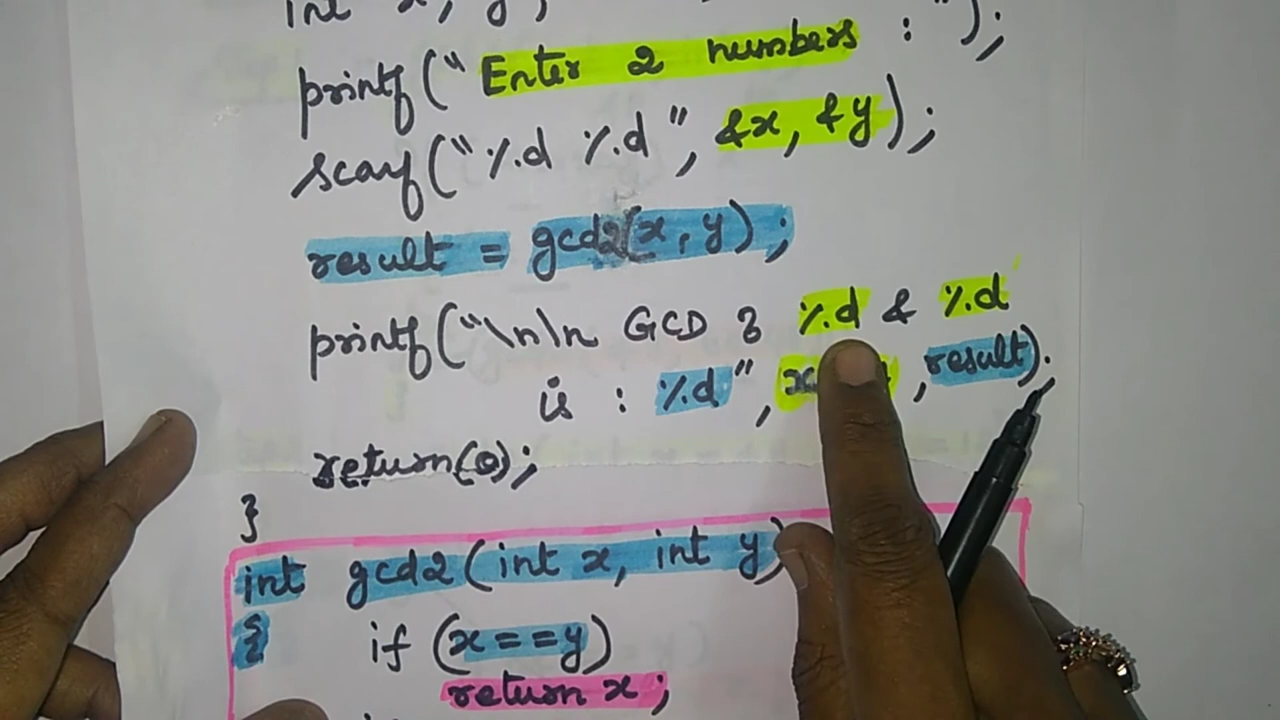 int x, y;
printf("Enter 2 numbers : ");
scanf("%d %d", &x, &y);
result = gcd2(x, y);
printf("\n\n GCD of %d & %d
is : %d", x , result);
return(0);
}
int gcd2(int x, int y)
{ if (x==y)
return x;